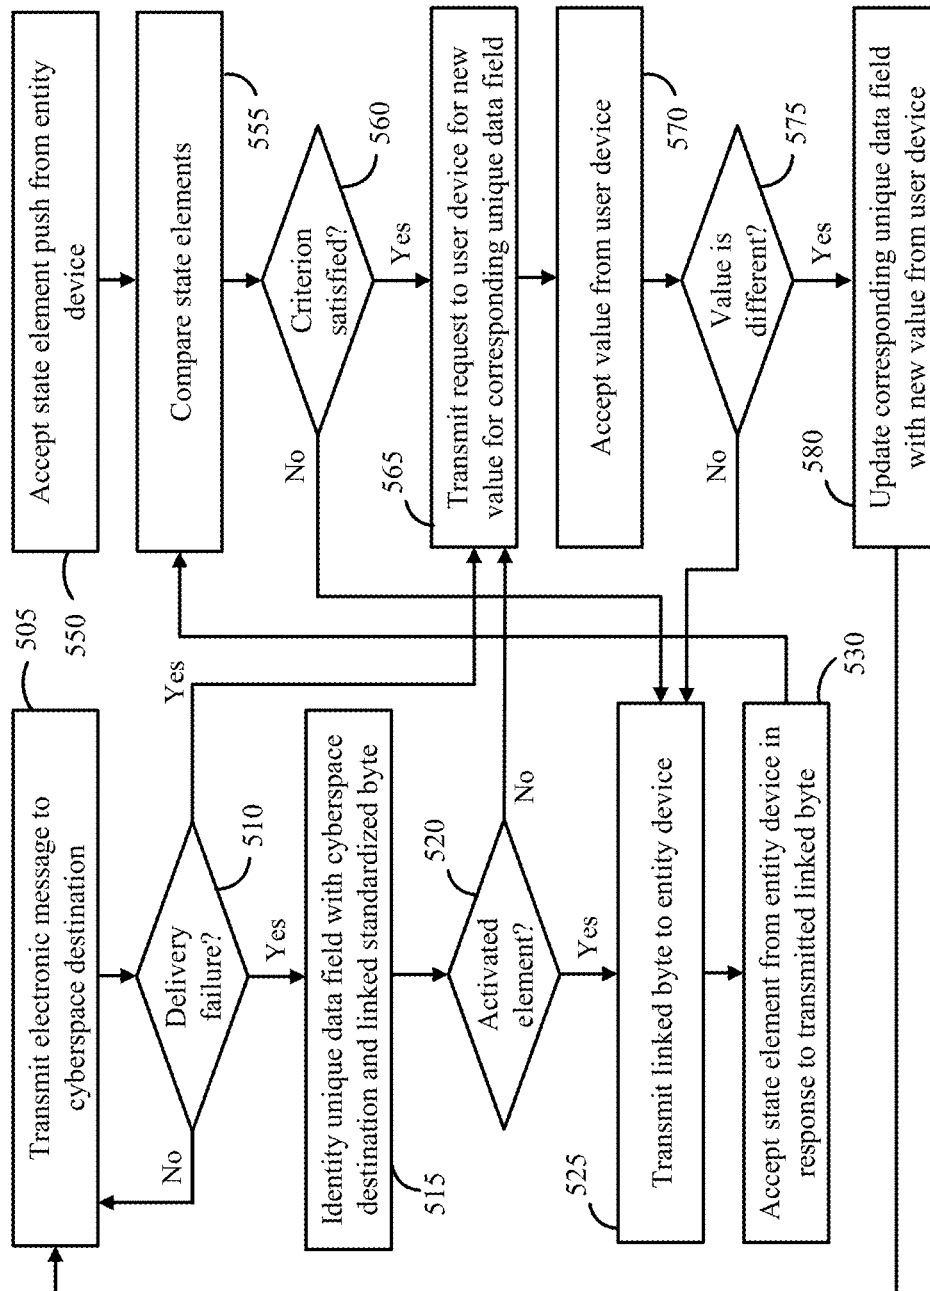 505
Transmit electronic message to
cyberspace destination
No
Delivery
failure?
510
Yes
Yes
Identity unique data field with cyberspace
destination and linked standardized byte
515
520
Activated
element?
No
Yes
525
Transmit linked byte to entity device
Accept state element from entity device in
response to transmitted linked byte
530
550
Accept state element push from entity
device
Compare state elements
555
Criterion
satisfied?
560
No
Yes
565
Transmit request to user device for new
value for corresponding unique data field
Accept value from user device
570
Value is
different?
575
No
Yes
580
Update corresponding unique data field
with new value from user device